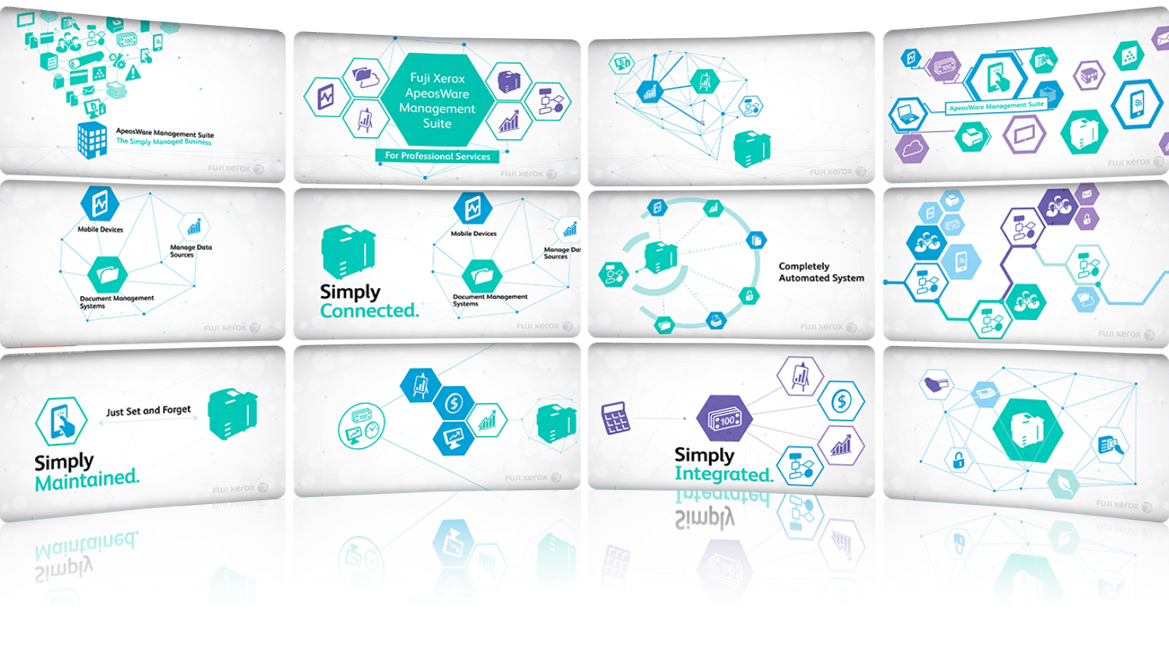 ApeosWare Management Suite
The Simply Managed Business
FUJI XEROX
Fuji Xerox
ApeosWare
Management
Suite
For Professional Services
FUJI XEROX
FUJI XEROX
100
ApeosWare Management Suite
FUJI XEROX
Mobile Devices
Manage Data
Sources
Document Management
Systems
FUJI XEROX
Mobile Devices
Manage Data
Sources
Document Management
Systems
Simply
Connected.
FUJI XEROX
Completely
Automated System
FUJI XEROX
FUJI XEROX
Just Set and Forget
Simply
Maintained.
FUJI XEROX
$
FUJI XEROX
100
$
Simply
Integrated.
FUJI XEROX